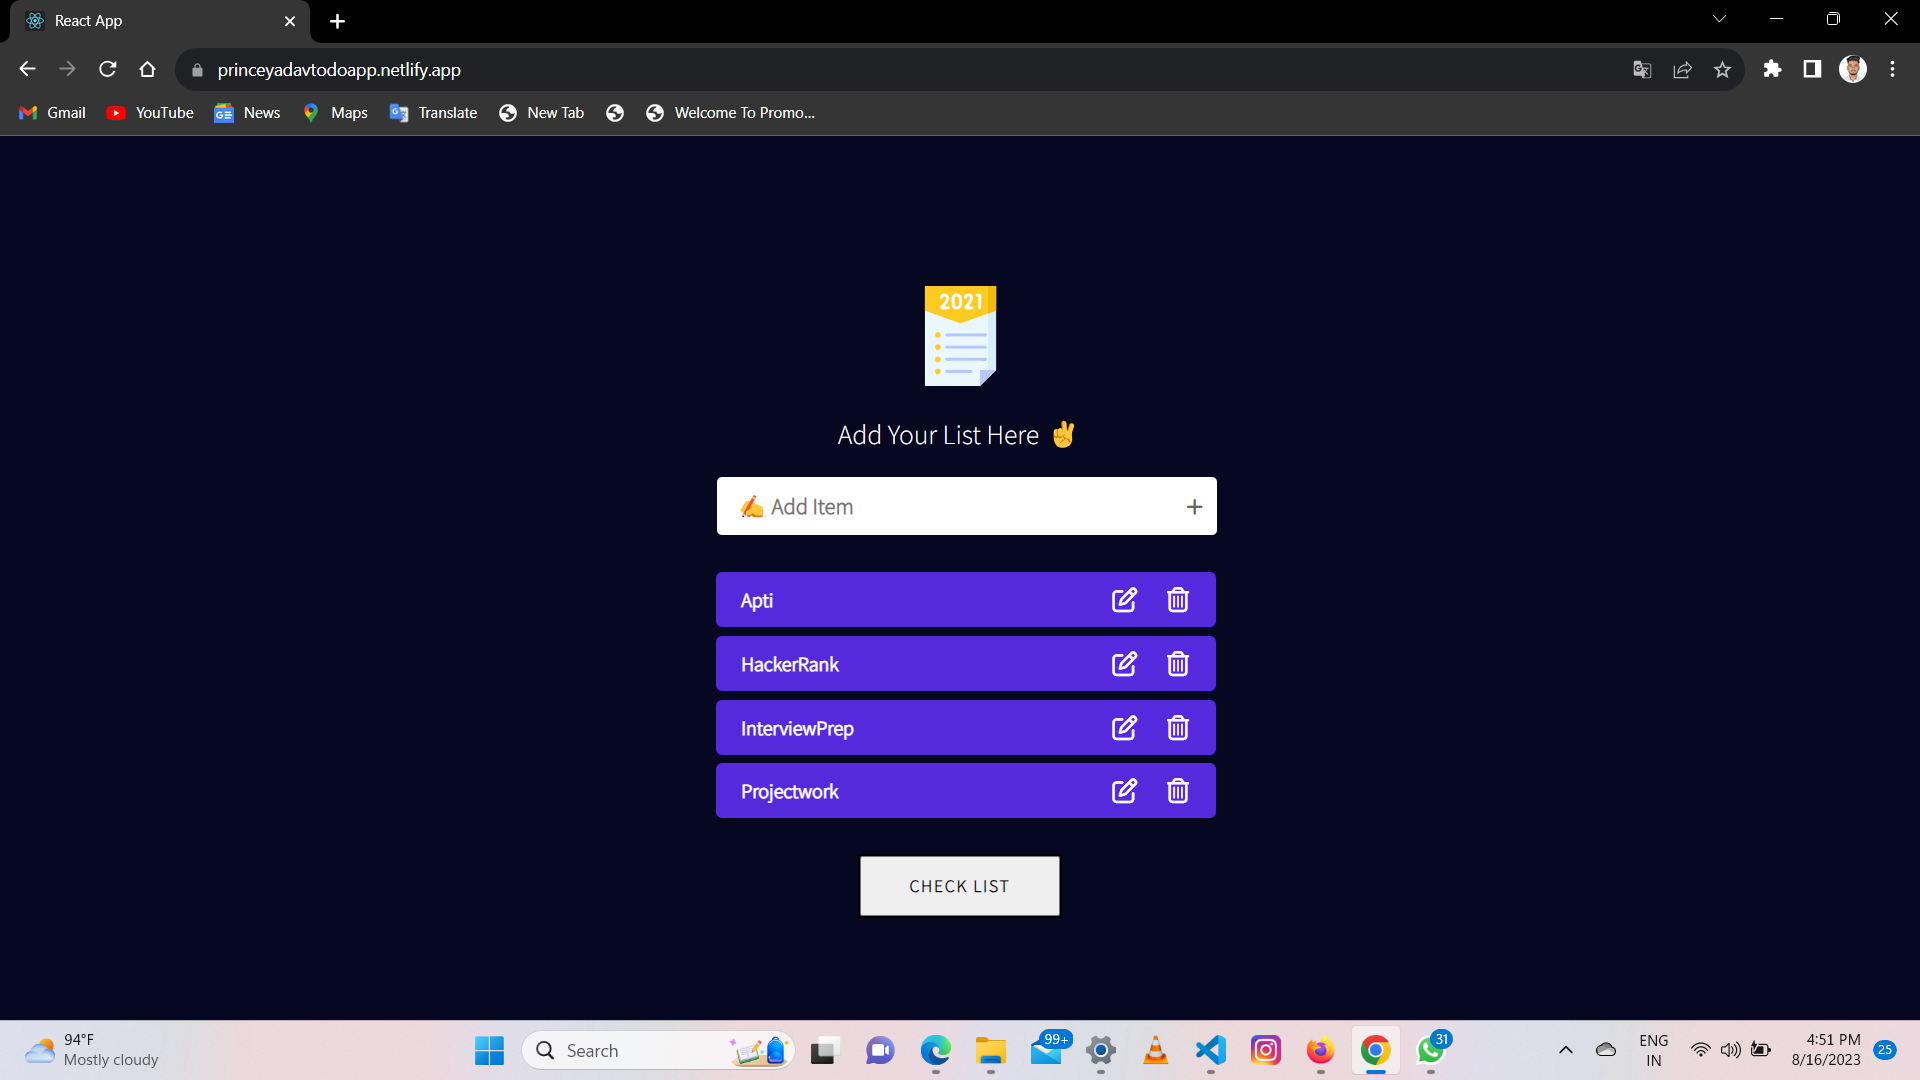 React App
princeyadavtodoapp.netlify.app
Gmail YouTube News Maps Translate New Tab Welcome To Promo...
2021
Add Your List Here ✌
✍ Add Item +
Apti
HackerRank
InterviewPrep
Projectwork
CHECK LIST
94°F
Mostly cloudy
Search
99+
31
ENG
IN
4:51 PM
8/16/2023
25